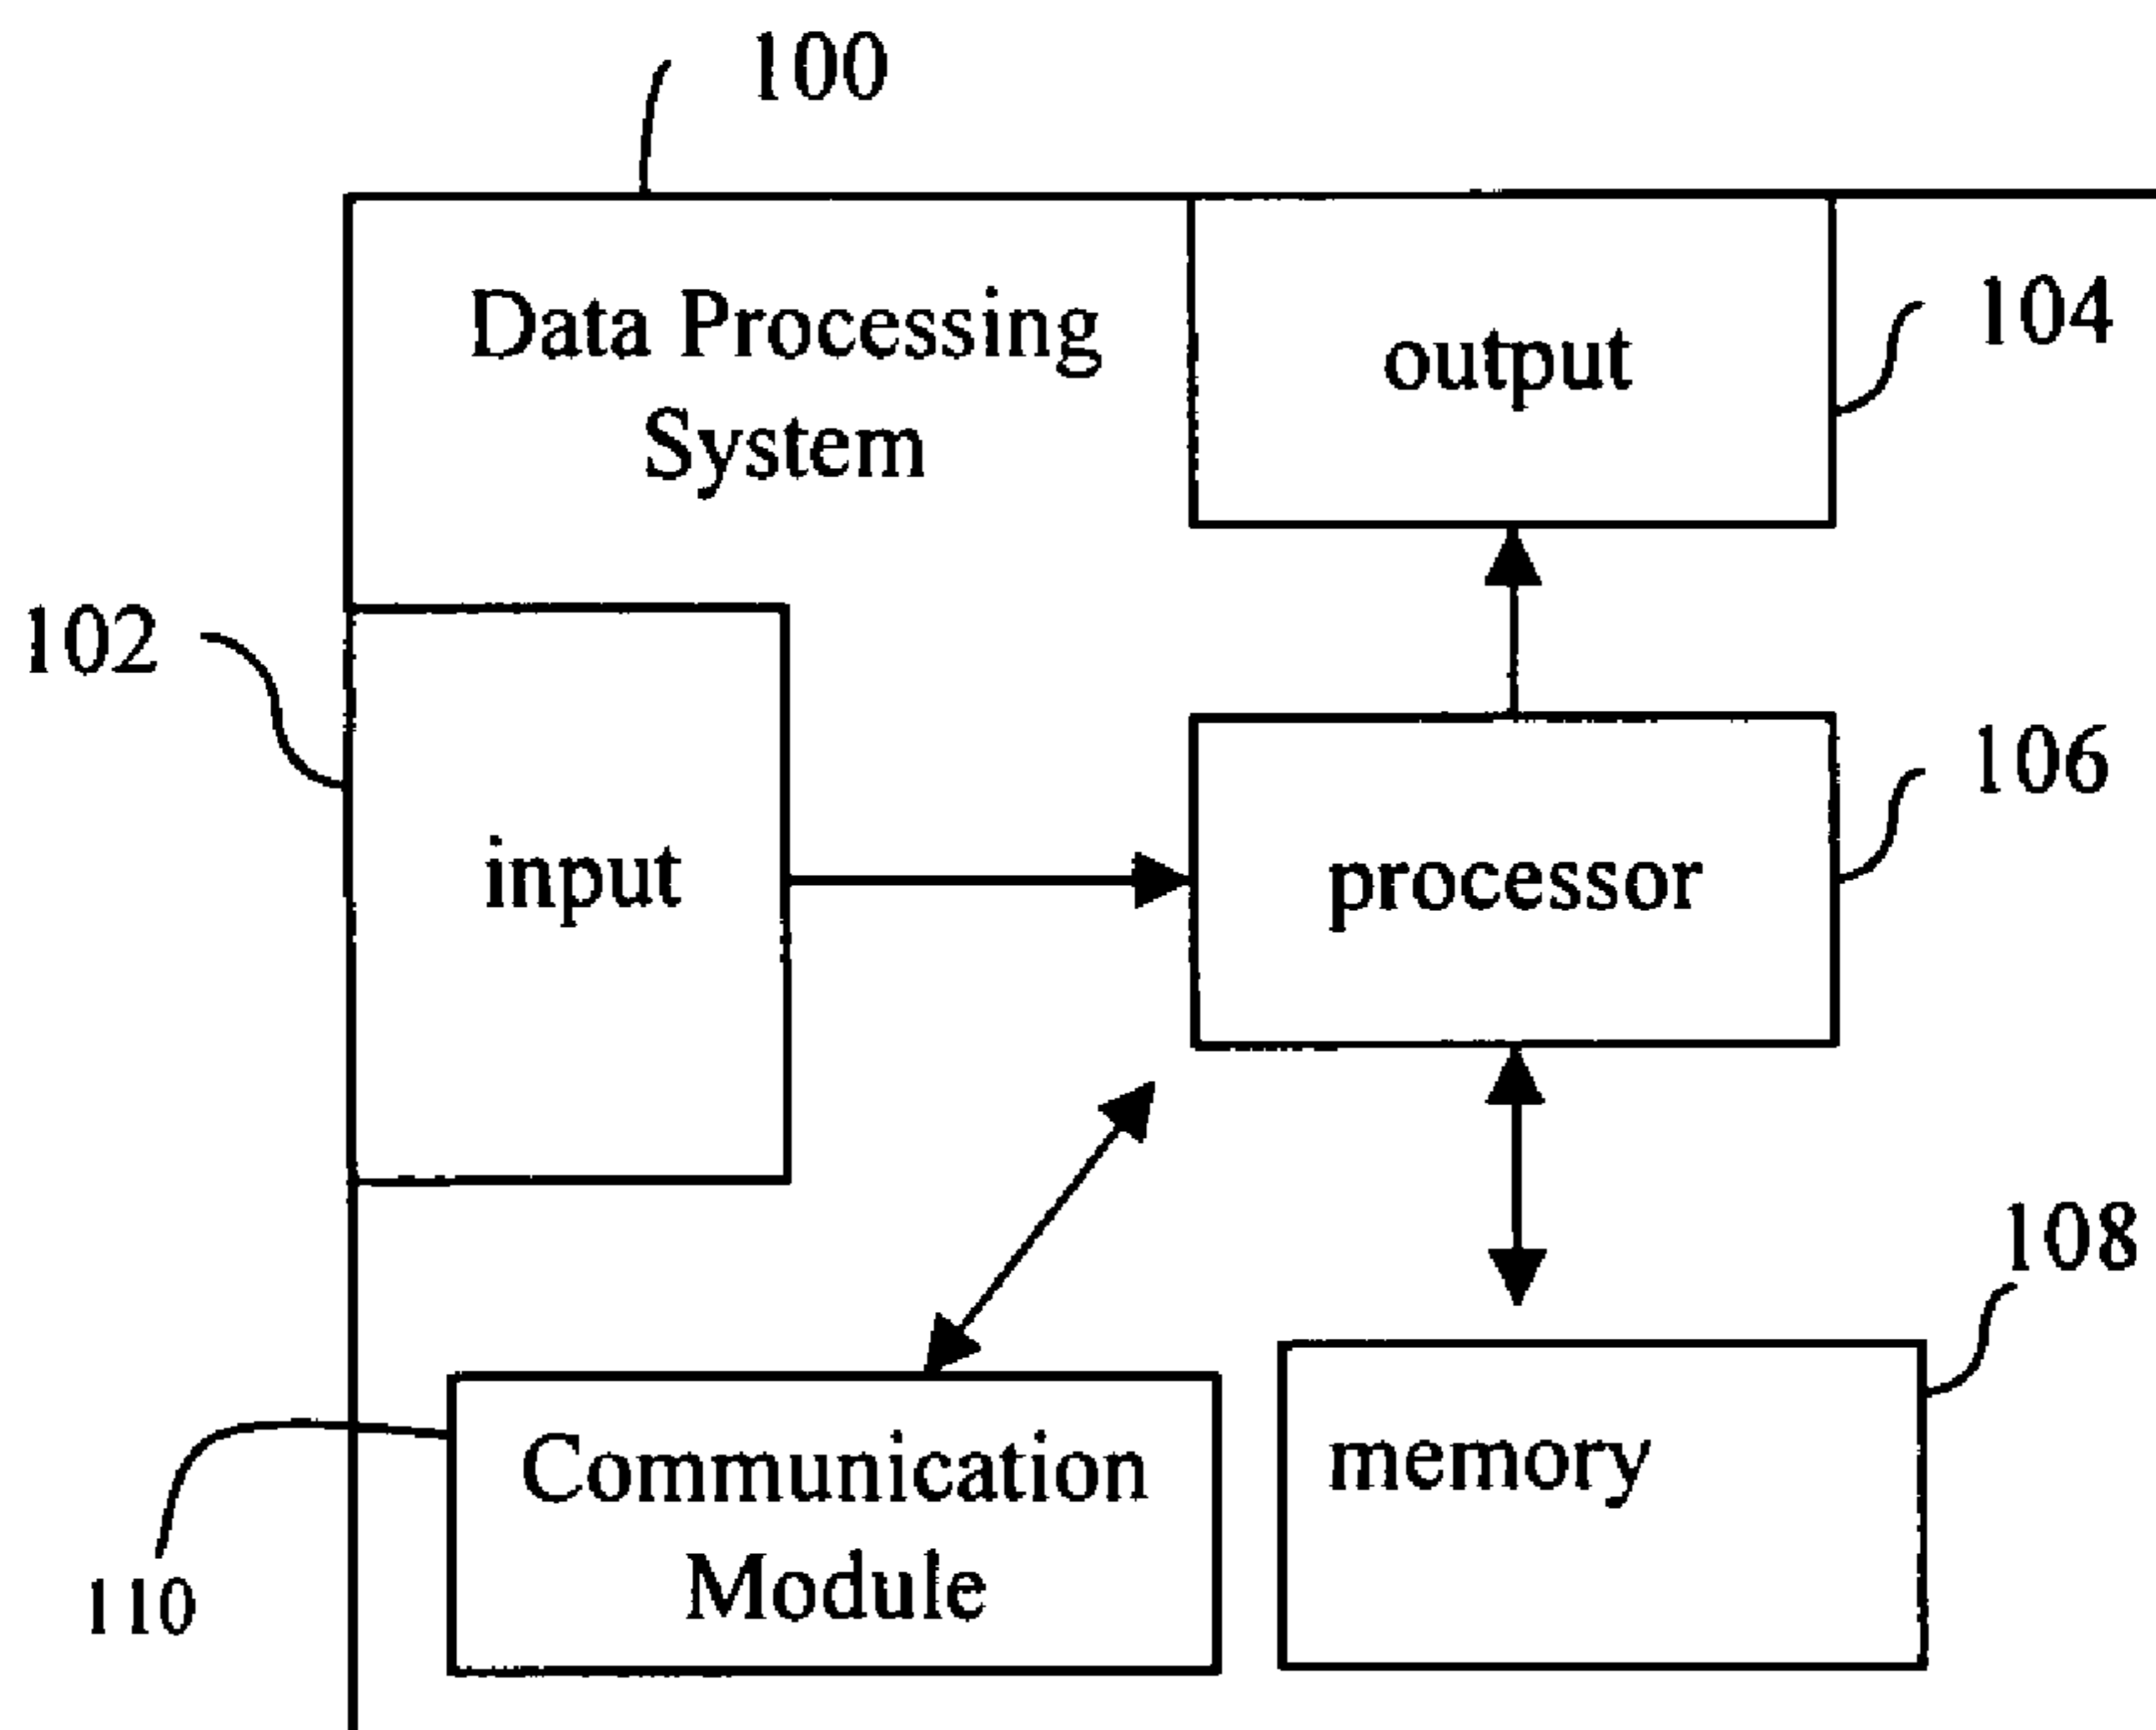 100
Data Processing
System
output
104
102
input
processor
106
108
Communication
Module
memory
110